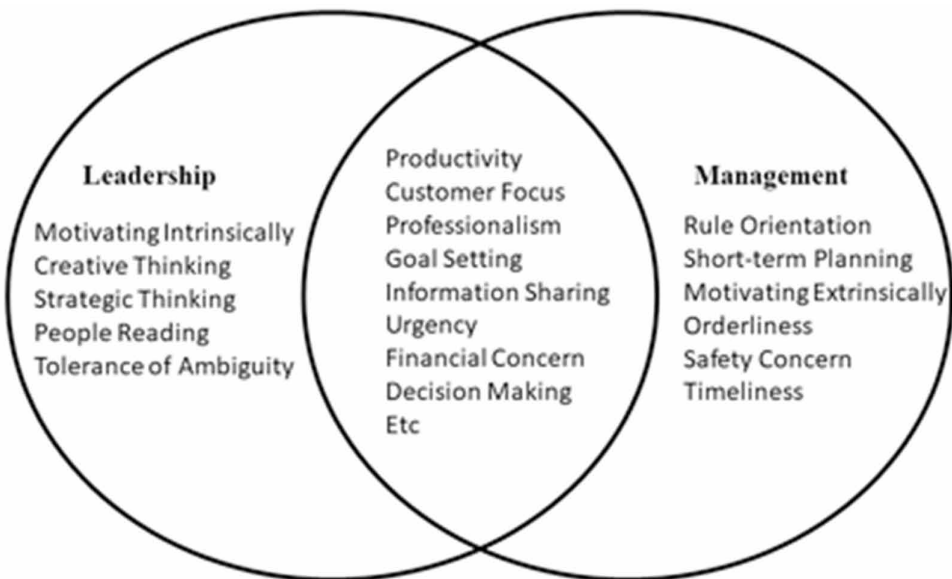 Leadership
Motivating Intrinsically
Creative Thinking
Strategic Thinking
People Reading
Tolerance of Ambiguity
Productivity
Customer Focus
Professionalism
Goal Setting
Information Sharing
Urgency
Financial Concern
Decision Making
Etc
Management
Rule Orientation
Short-term Planning
Motivating Extrinsically
Orderliness
Safety Concern
Timeliness